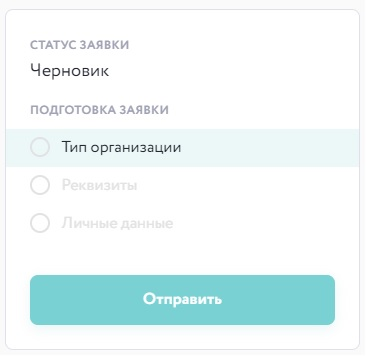 СТАТУС ЗАЯВКИ
Черновик
ПОДГОТОВКА ЗАЯВКИ
Тип организации
Реквизиты
Личные данные
Отправить